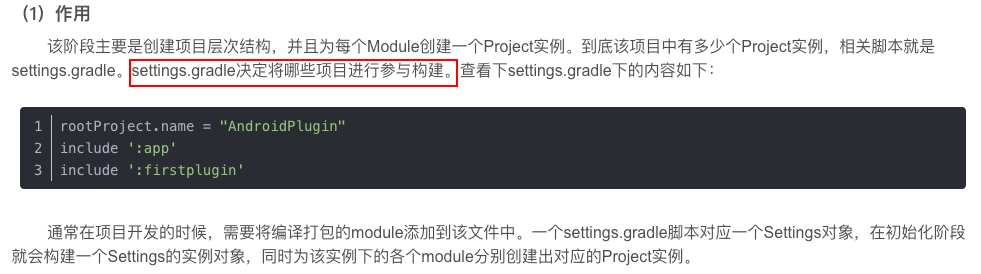 （1）作用
该阶段主要是创建项目层次结构，并且为每个Module创建一个Project实例。到底该项目中有多少个Project实例，相关脚本就是
settings.gradle。settings.gradle决定将哪些项目进行参与构建。查看下settings.gradle下的内容如下：
1 rootProject.name = "AndroidPlugin"
2 include ':app'
3 include ':firstplugin'
通常在项目开发的时候，需要将编译打包的module添加到该文件中。一个settings.gradle脚本对应一个Settings对象，在初始化阶段
就会构建一个Settings的实例对象，同时为该实例下的各个module分别创建出对应的Project实例。